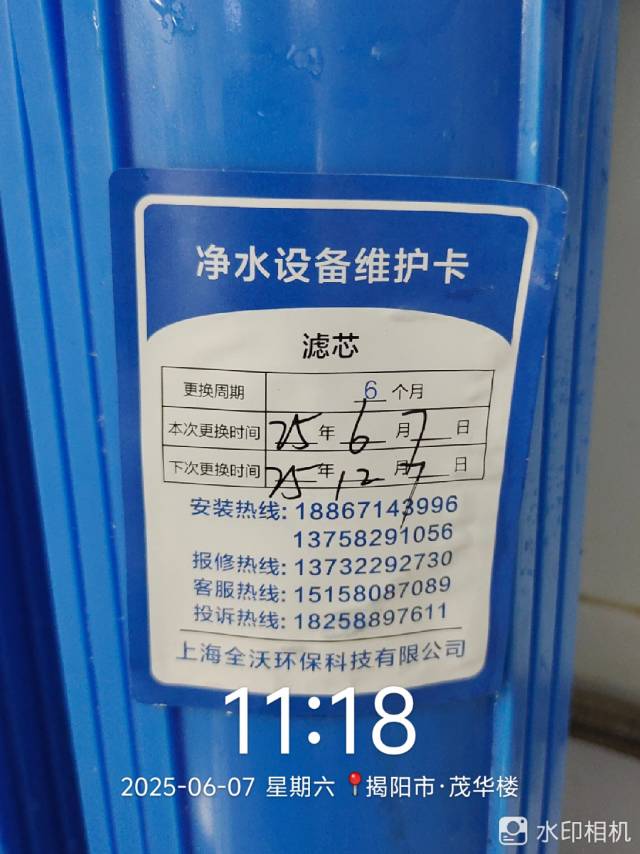 净水设备维护卡
滤芯
更换周期 6 个月
本次更换时间 25 年 6 月 7 日
下次更换时间 25 年 12 月 7 日
安装热线: 18867143996
13758291056
报修热线: 13732292730
客服热线: 15158087089
投诉热线: 18258897611
上海全沃环保科技有限公司
11:18
2025-06-07 星期六 揭阳市·茂华楼
水印相机